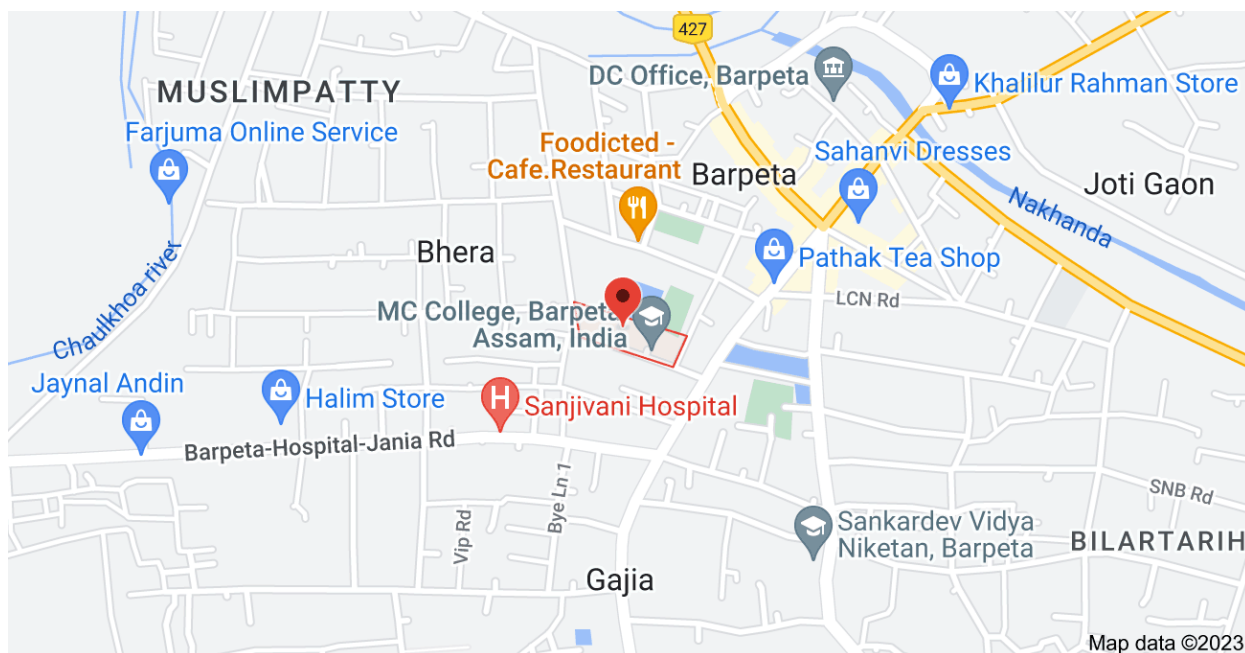 427
DC Office, Barpeta
Khalilur Rahman Store
MUSLIMPATTY
Farjuma Online Service
Foodicted -
Cafe.Restaurant
Sahanvi Dresses
Barpeta
Joti Gaon
Nakhanda
Bhera
Pathak Tea Shop
Chaulkhoa river
LCN Rd
MC College, Barpeta
Assam, India
Jaynal Andin
Halim Store
Sanjivani Hospital
H
Barpeta-Hospital-Jania Rd
Bye Ln 1
Vip Rd
SNB Rd
Sankardev Vidya
Niketan, Barpeta
BILARTARIH
Gajia
Map data ©2023